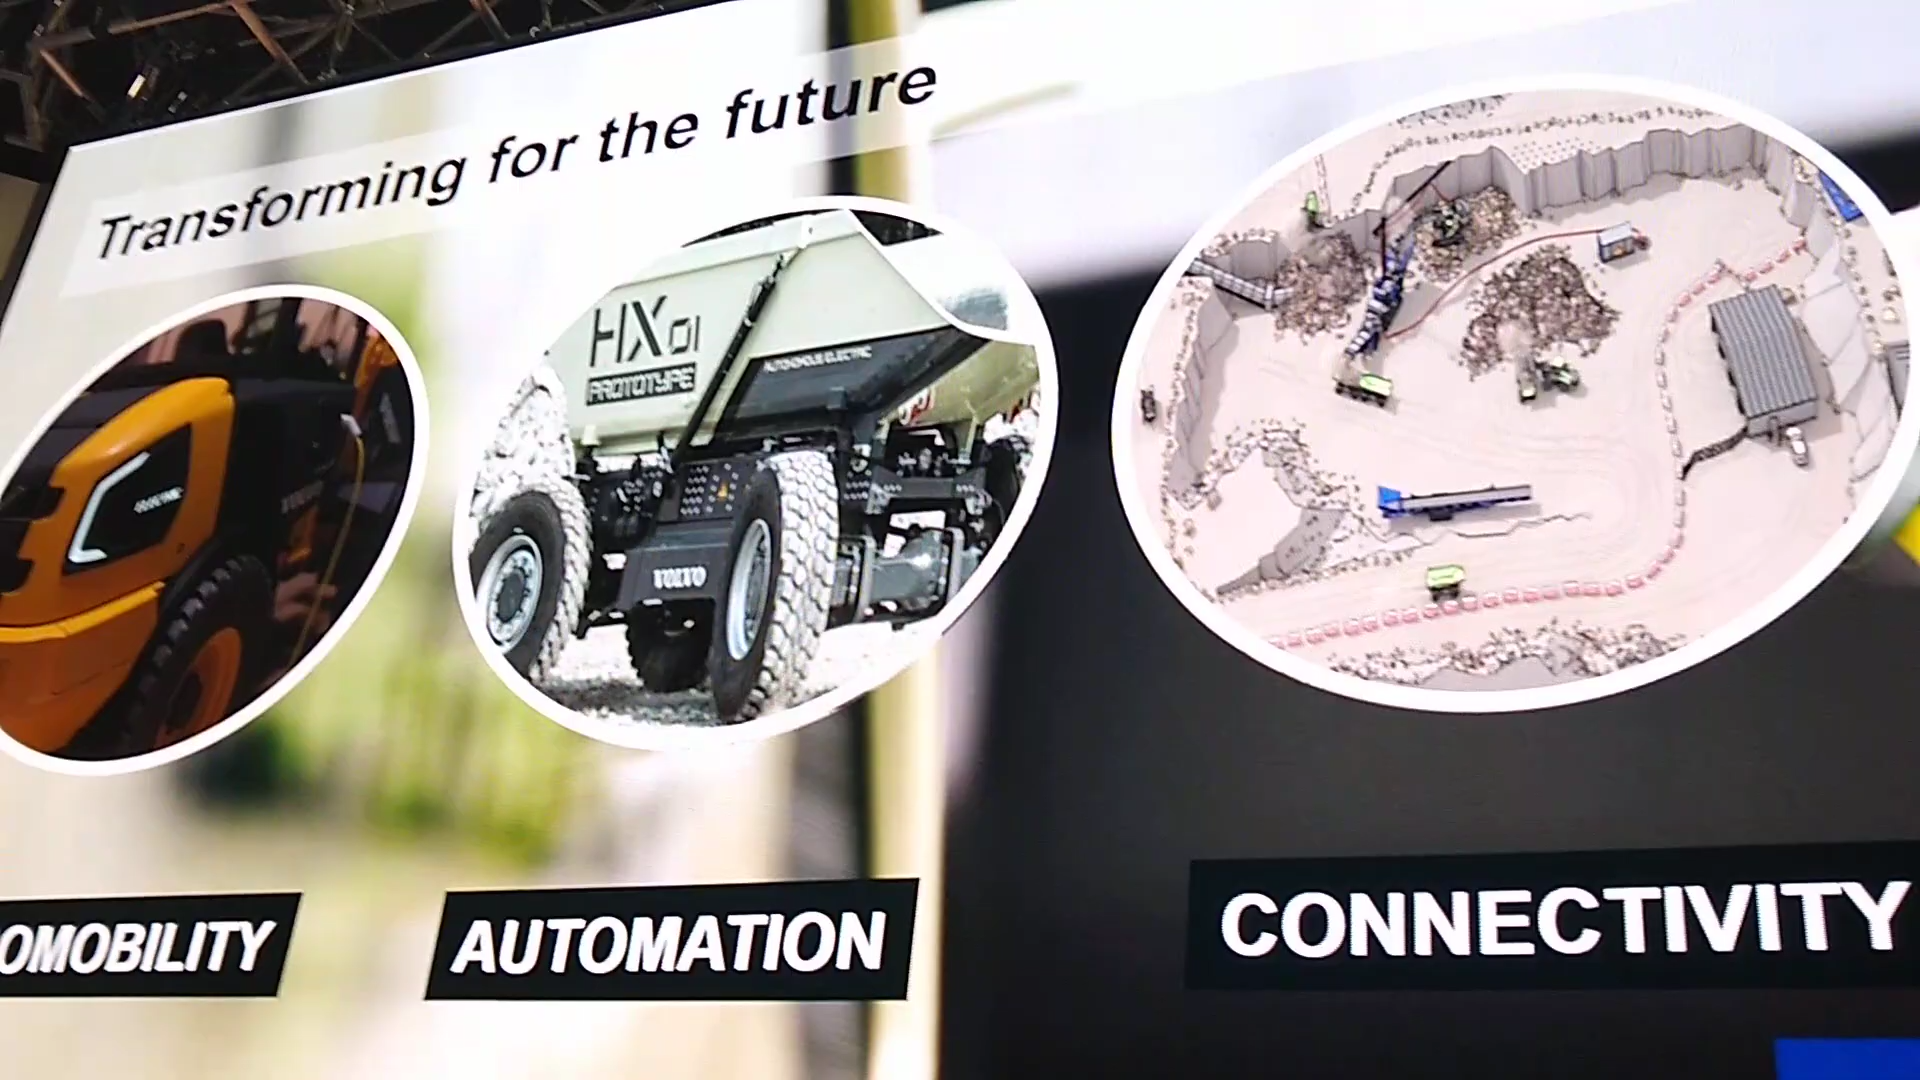 Transforming for the future
HX01
PROTOTYPE
AUTONOMOUS ELECTRIC
VOLVO
OMOBILITY
AUTOMATION
CONNECTIVITY